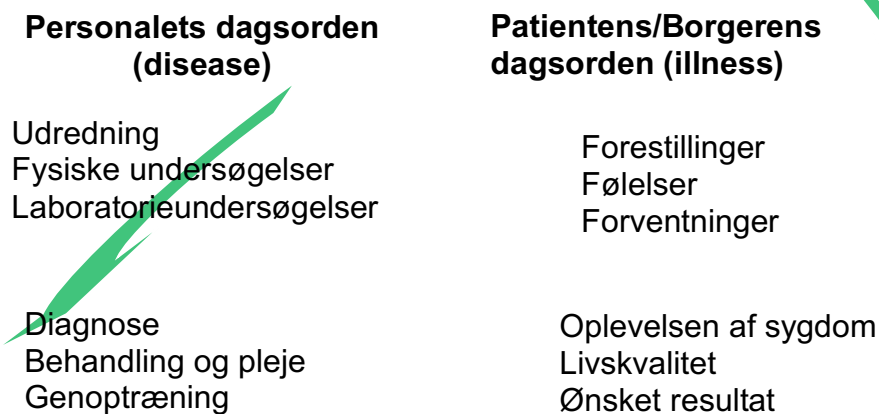 Personalets dagsorden
(disease)
Udredning
Fysiske undersøgelser
Laboratorieundersøgelser
Diagnose
Behandling og pleje
Genoptræning
Patientens/Borgerens
dagsorden (illness)
Forestillinger
Følelser
Forventninger
Oplevelsen af sygdom
Livskvalitet
Ønsket resultat